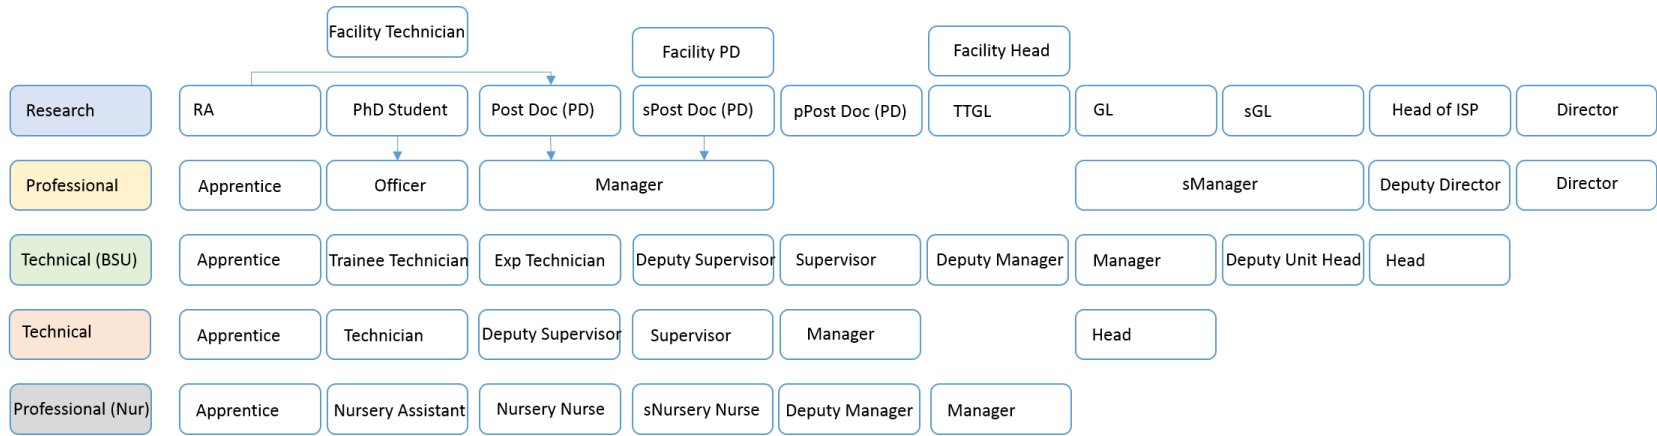 Facility Technician
Facility PD
Facility Head
Research
RA
PhD Student
Post Doc (PD)
sPost Doc (PD)
pPost Doc (PD)
TTGL
GL
sGL
Head of ISP
Director
Professional
Apprentice
Officer
Manager
sManager
Deputy Director
Director
Technical (BSU)
Apprentice
Trainee Technician
Exp Technician
Deputy Supervisor
Supervisor
Deputy Manager
Manager
Deputy Unit Head
Head
Technical
Apprentice
Technician
Deputy Supervisor
Supervisor
Manager
Head
Professional (Nur)
Apprentice
Nursery Assistant
Nursery Nurse
sNursery Nurse
Deputy Manager
Manager